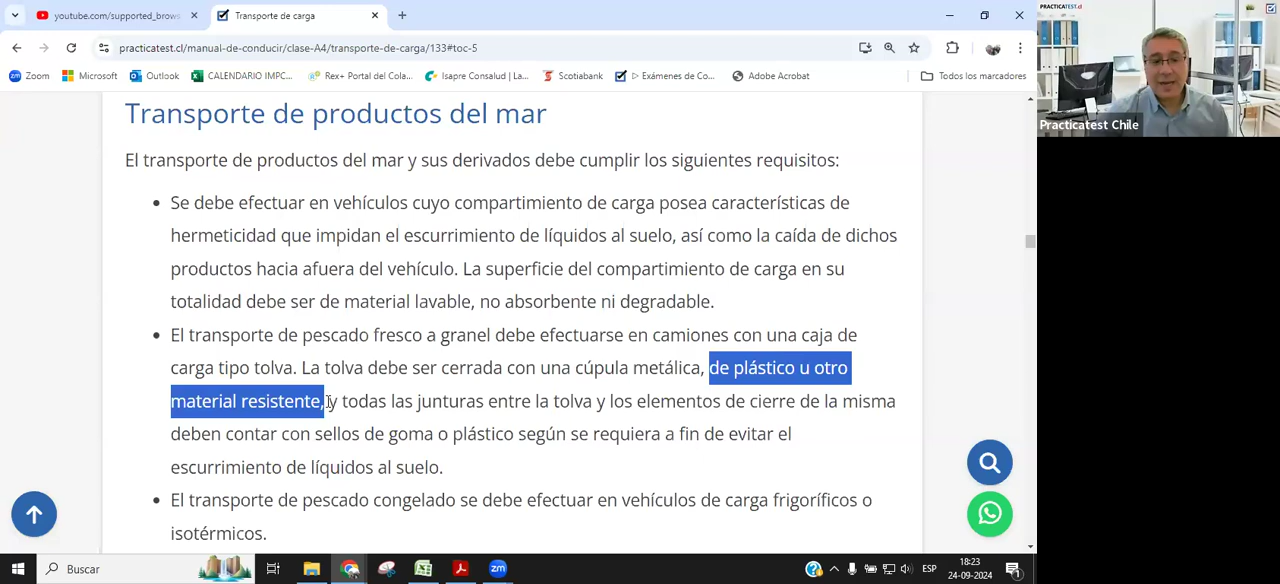 youtube.com/supported_brows
Transporte de carga
practicatest.cl/manual-de-conducir/clase-A4/transporte-de-carga/133#toc-5
Zoom
Microsoft
Outlook
CALENDARIO IMPC...
Rex+ Portal del Cola...
Isapre Consalud | La...
Scotiabank
▷ Exámenes de Co...
Adobe Acrobat
Todos los marcadores
PRACTICATEST.cl
Practicatest Chile
Transporte de productos del mar
El transporte de productos del mar y sus derivados debe cumplir los siguientes requisitos:
• Se debe efectuar en vehículos cuyo compartimiento de carga posea características de
hermeticidad que impidan el escurrimiento de líquidos al suelo, así como la caída de dichos
productos hacia afuera del vehículo. La superficie del compartimiento de carga en su
totalidad debe ser de material lavable, no absorbente ni degradable.
• El transporte de pescado fresco a granel debe efectuarse en camiones con una caja de
carga tipo tolva. La tolva debe ser cerrada con una cúpula metálica, de plástico u otro
material resistente, y todas las junturas entre la tolva y los elementos de cierre de la misma
deben contar con sellos de goma o plástico según se requiera a fin de evitar el
escurrimiento de líquidos al suelo.
• El transporte de pescado congelado se debe efectuar en vehículos de carga frigoríficos o
isotérmicos.
Buscar
zm
ESP
18:23
24-09-2024
1